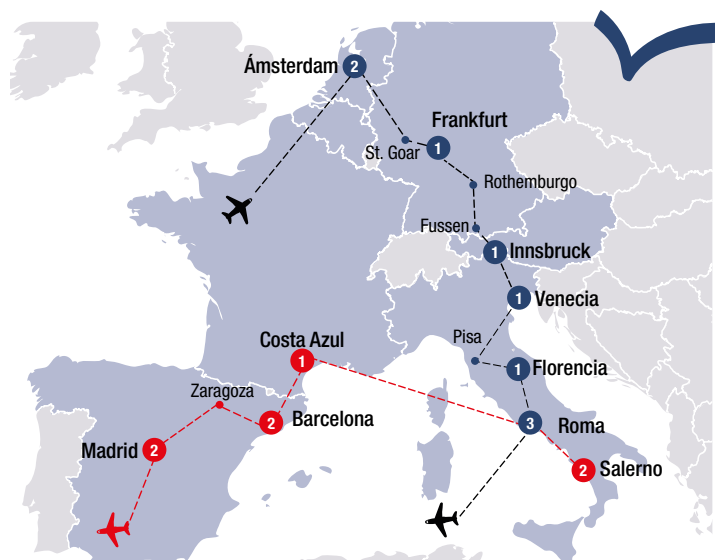 Ámsterdam
2
Frankfurt
1
St. Goar
Rothemburgo
Fussen
1
Innsbruck
1
Venecia
Costa Azul
1
Pisa
1
Florencia
Zaragoza
2
Barcelona
3
Roma
Madrid
2
2
Salerno